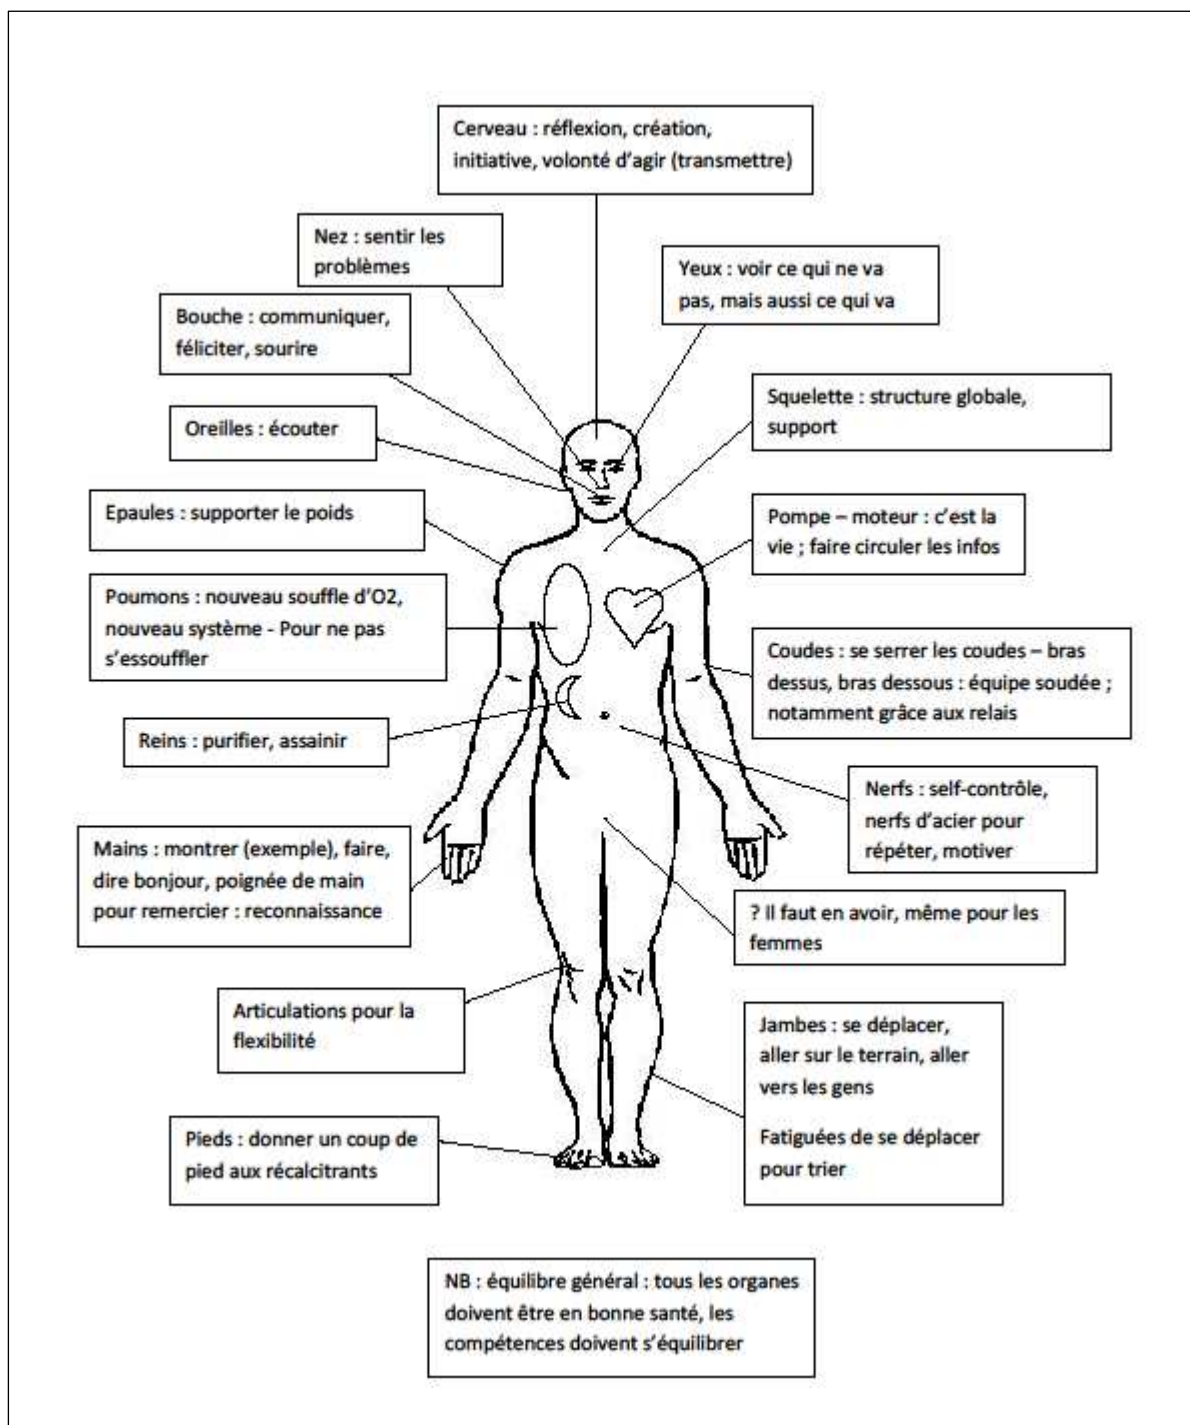 Cerveau : réflexion, création,
initiative, volonté d'agir (transmettre)
Nez : sentir les
problèmes
Yeux : voir ce qui ne va
pas, mais aussi ce qui va
Bouche : communiquer,
féliciter, sourire
Squelette : structure globale,
support
Oreilles : écouter
Epaules : supporter le poids
Pompe – moteur : c'est la
vie ; faire circuler les infos
Poumons : nouveau souffle d'O2,
nouveau système - Pour ne pas
s'essouffler
Coudes : se serrer les coudes – bras
dessus, bras dessous : équipe soudée ;
notamment grâce aux relais
Reins : purifier, assainir
Nerfs : self-contrôle,
nerfs d'acier pour
répéter, motiver
Mains : montrer (exemple), faire,
dire bonjour, poignée de main
pour remercier : reconnaissance
? Il faut en avoir, même pour les
femmes
Articulations pour la
flexibilité
Jambes : se déplacer,
aller sur le terrain, aller
vers les gens
Fatiguées de se déplacer
pour trier
Pieds : donner un coup de
pied aux récalcitrants
NB : équilibre général : tous les organes
doivent être en bonne santé, les
compétences doivent s'équilibrer